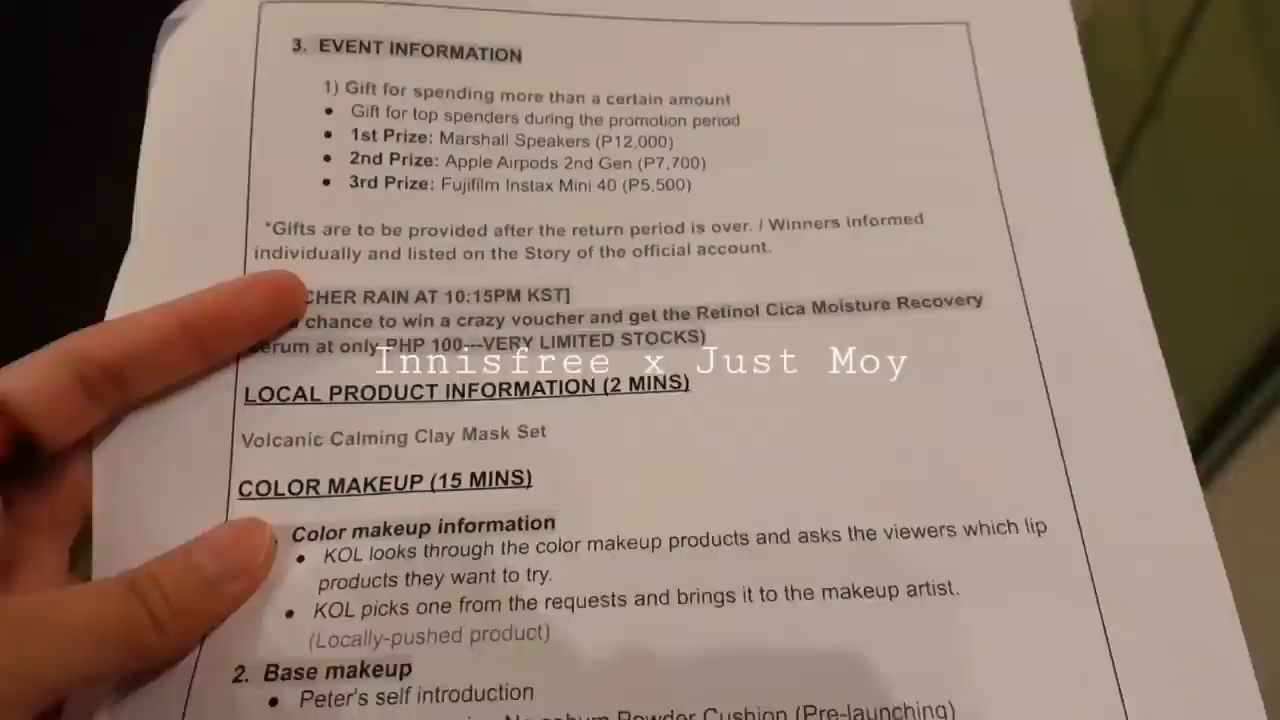 3. EVENT INFORMATION
1) Gift for spending more than a certain amount
• Gift for top spenders during the promotion period
• 1st Prize: Marshall Speakers (P12,000)
• 2nd Prize: Apple Airpods 2nd Gen (P7,700)
• 3rd Prize: Fujifilm Instax Mini 40 (P5,500)
*Gifts are to be provided after the return period is over. / Winners informed
individually and listed on the Story of the official account.
CHER RAIN AT 10:15PM KST]
chance to win a crazy voucher and get the Retinol Cica Moisture Recovery
erum at only PHP 100---VERY LIMITED STOCKS)
Innisfree x Just Moy
LOCAL PRODUCT INFORMATION (2 MINS)
Volcanic Calming Clay Mask Set
COLOR MAKEUP (15 MINS)
Color makeup information
• KOL looks through the color makeup products and asks the viewers which lip
products they want to try.
• KOL picks one from the requests and brings it to the makeup artist.
(Locally-pushed product)
2. Base makeup
• Peter's self introduction
Powder Cushion (Pre-launching)